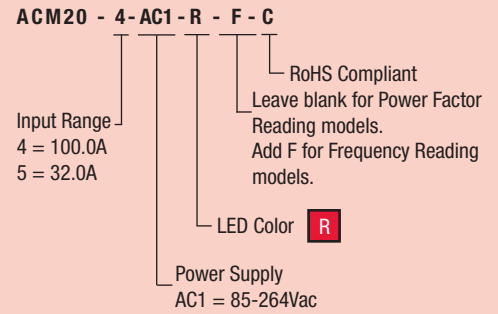 ACM20 - 4 - AC1 - R - F - C
RoHS Compliant
Leave blank for Power Factor
Reading models.
Add F for Frequency Reading
models.
Input Range
4 = 100.0A
5 = 32.0A
LED Color R
Power Supply
AC1 = 85-264Vac